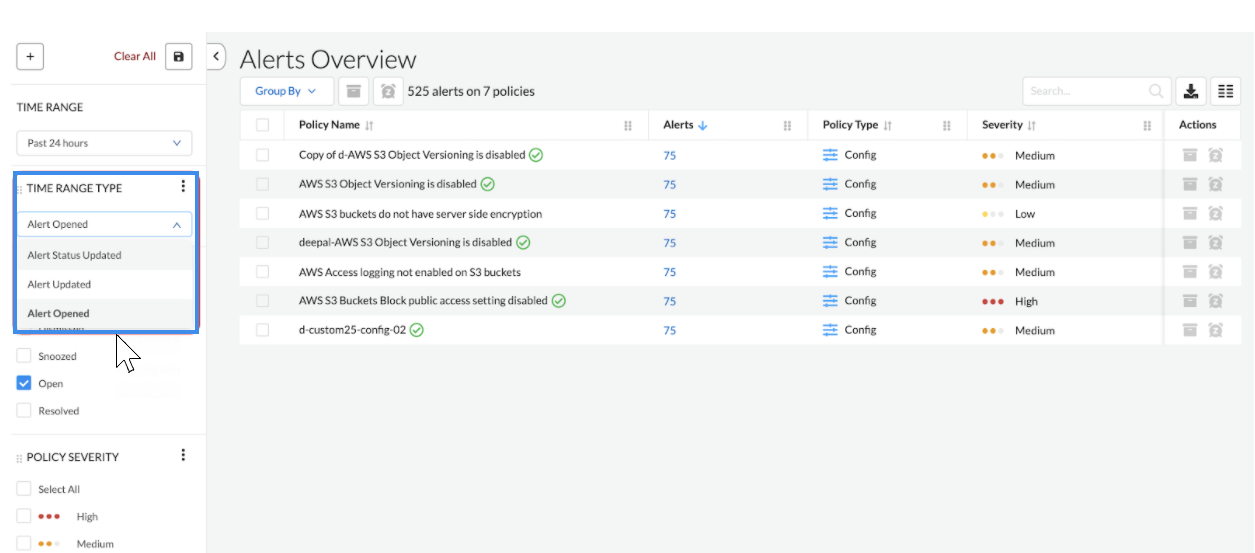 +
Clear All
TIME RANGE
Past 24 hours
TIME RANGE TYPE
Alert Opened
Alert Status Updated
Alert Updated
Alert Opened
Snoozed
Open
Resolved
POLICY SEVERITY
Select All
High
Medium
Alerts Overview
Group By 525 alerts on 7 policies Search...
Policy Name Alerts Policy Type Severity Actions
Copy of d-AWS S3 Object Versioning is disabled 75 Config Medium
AWS S3 Object Versioning is disabled 75 Config Medium
AWS S3 buckets do not have server side encryption 75 Config Low
deepal-AWS S3 Object Versioning is disabled 75 Config Medium
AWS Access logging not enabled on S3 buckets 75 Config Medium
AWS S3 Buckets Block public access setting disabled 75 Config High
d-custom25-config-02 75 Config Medium